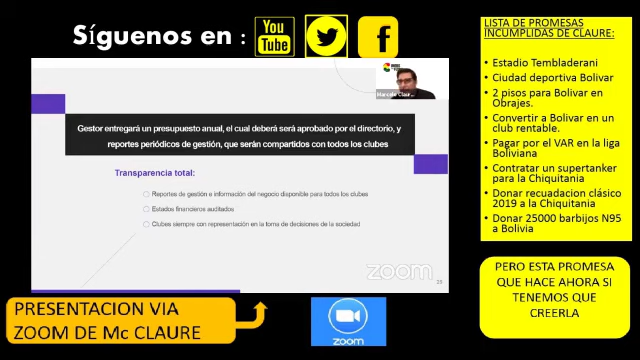 Síguenos en :
You
Tube
LISTA DE PROMESAS
INCUMPLIDAS DE CLAURE:
Estadio Tembladerani
Ciudad deportiva Bolivar
2 pisos para Bolivar en
Obrajes.
Convertir a Bolivar en un
club rentable.
Pagar por el VAR en la liga
Boliviana
Contratar un supertanker
para la Chiquitania
Donar recuadacion clásico
2019 a la Chiquitania
Donar 25000 barbijos N95
a Bolivia
Marcelo Claur...
Gestor entregará un presupuesto anual, el cual deberá será aprobado por el directorio, y
reportes periódicos de gestión, que serán compartidos con todos los clubes
Transparencia total:
Reportes de gestión e información del negocio disponible para todos los clubes
Estados financieros auditados
Clubes siempre con representación en la toma de decisiones de la sociedad
zoom
PERO ESTA PROMESA
QUE HACE AHORA SI
TENEMOS QUE
CREERLA
PRESENTACION VIA
ZOOM DE Mc CLAURE
zoom